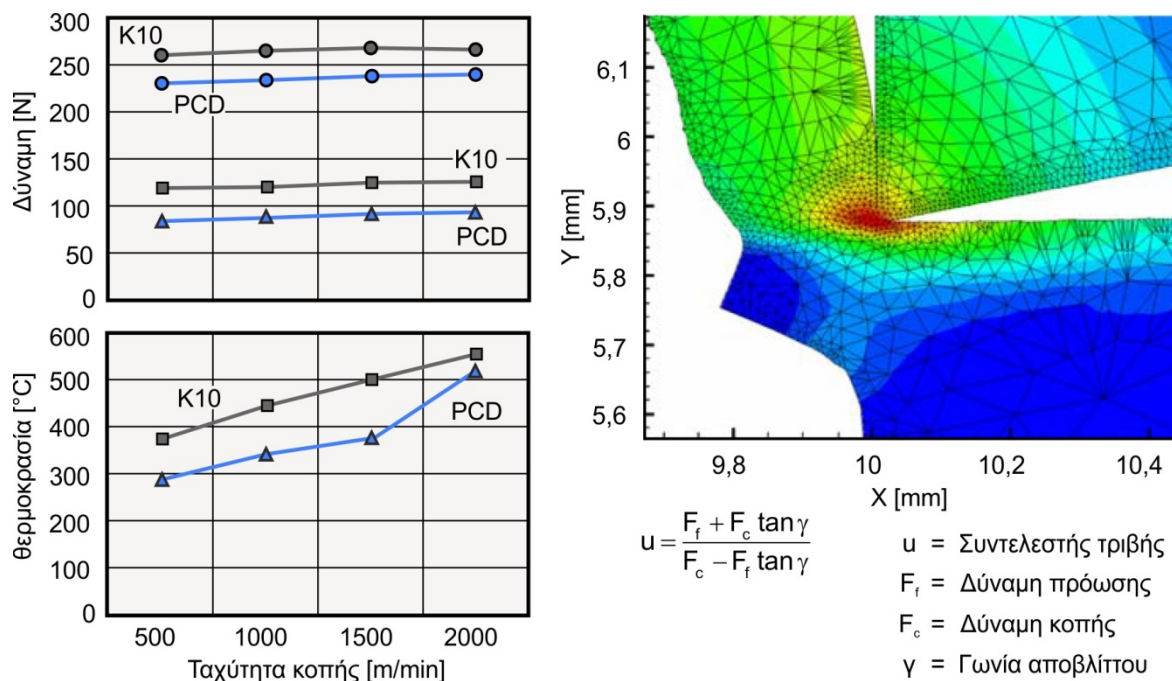 300
250
200
150
100
50
0
Δύναμη [N]
K10
PCD
K10
PCD
600
500
400
300
200
100
0
θερμοκρασία [°C]
K10
PCD
500 1000 1500 2000
Ταχύτητα κοπής [m/min]
6,1
6
5,9
5,8
5,7
5,6
Y [mm]
9,8 10 10,2 10,4
X [mm]
u = (F_f + F_c tan γ) / (F_c − F_f tan γ)
u = Συντελεστής τριβής
F_f = Δύναμη πρόωσης
F_c = Δύναμη κοπής
γ = Γωνία αποβλίττου